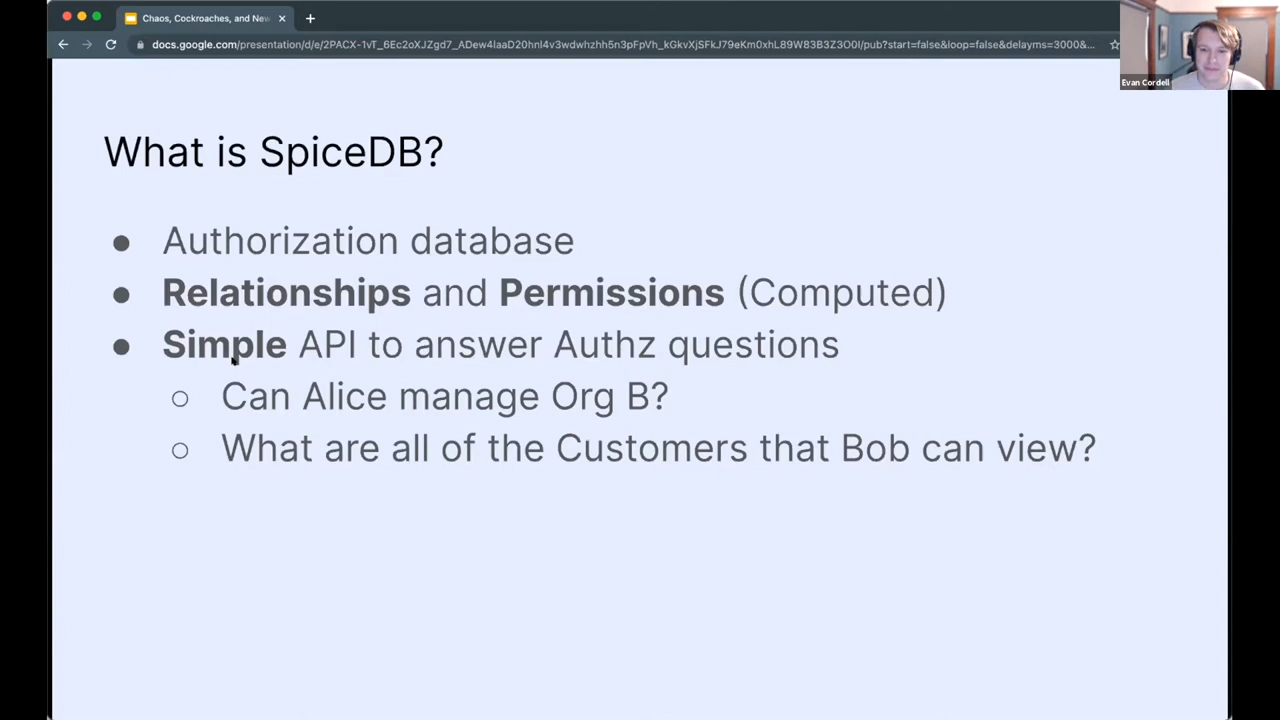 Chaos, Cockroaches, and New
docs.google.com/presentation/d/e/2PACX-1vT_6Ec2oXJZgd7_ADew4IaaD20hnI4v3wdwhzhh5n3pFpVh_kGkvXjSFkJ79eKm0xhL89W83B3Z3O0I/pub?start=false&loop=false&delayms=3000&...
Evan Cordell
What is SpiceDB?
● Authorization database
● Relationships and Permissions (Computed)
● Simple API to answer Authz questions
○ Can Alice manage Org B?
○ What are all of the Customers that Bob can view?